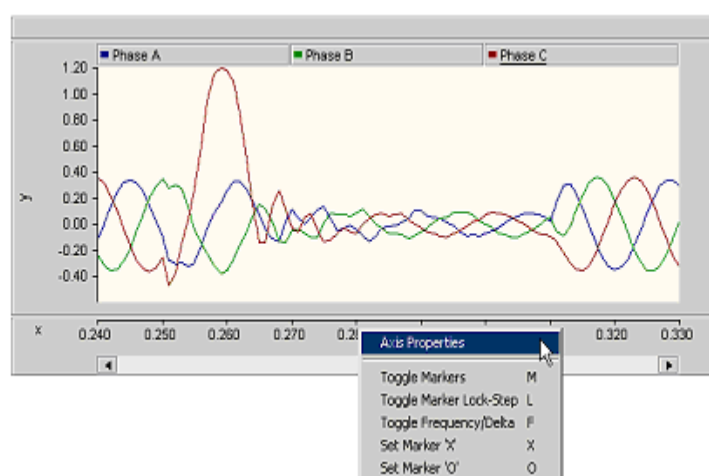 Phase A Phase B Phase C
1.20
1.00
0.80
0.60
0.40
0.20
0.00
-0.20
-0.40
y
x 0.240 0.250 0.260 0.270 0.320 0.330
Axis Properties
Toggle Markers M
Toggle Marker Lock-Step L
Toggle Frequency/Delta F
Set Marker 'X' X
Set Marker 'O' O